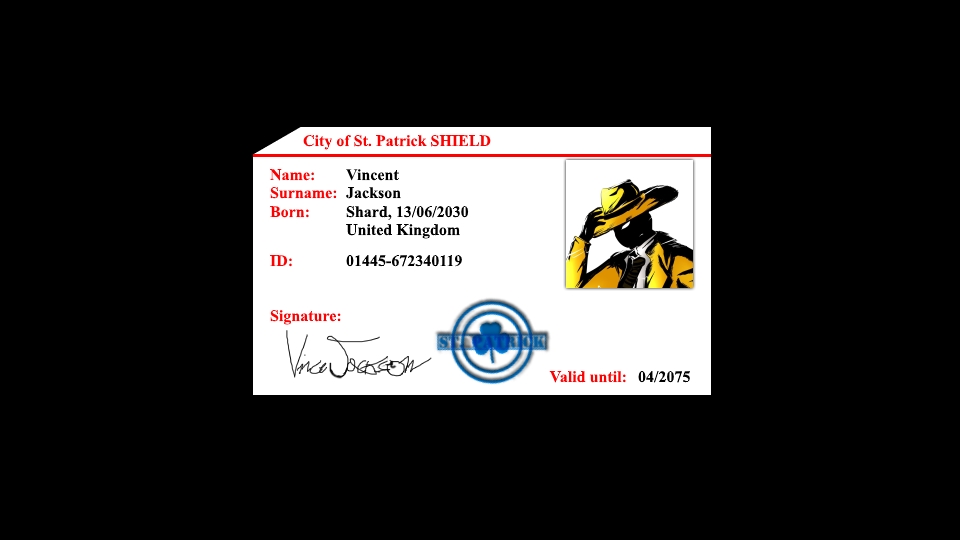 City of St. Patrick SHIELD
Name: Vincent
Surname: Jackson
Born: Shard, 13/06/2030
United Kingdom
ID: 01445-672340119
Signature:
Vince Jackson
ST. PATRICK
Valid until: 04/2075